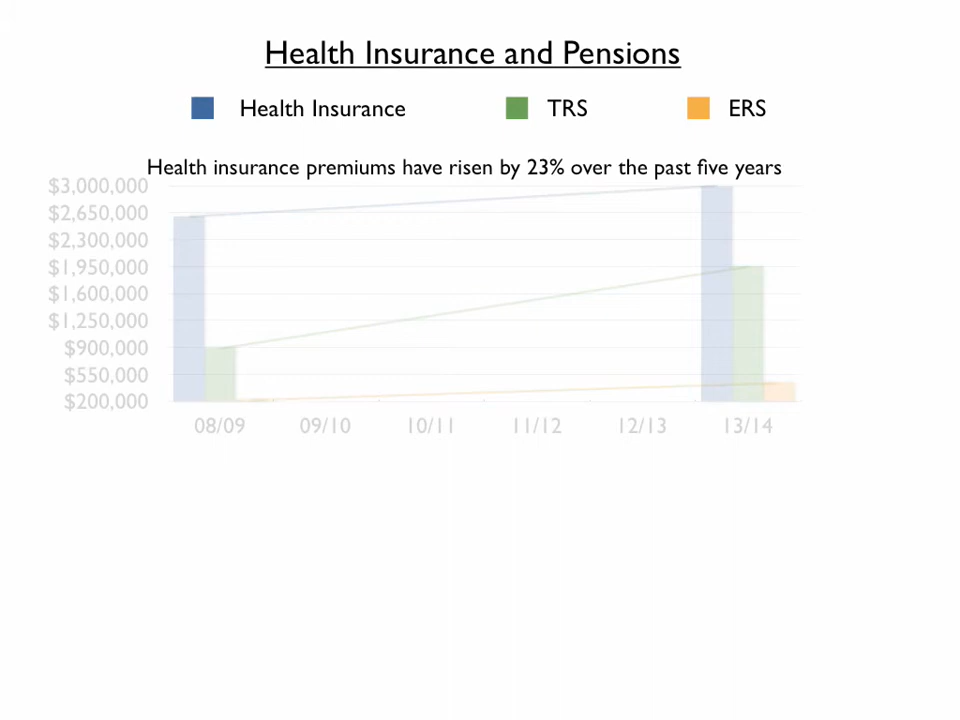 Health Insurance and Pensions
Health Insurance TRS ERS
Health insurance premiums have risen by 23% over the past five years
$3,000,000
$2,650,000
$2,300,000
$1,950,000
$1,600,000
$1,250,000
$900,000
$550,000
$200,000
08/09 09/10 10/11 11/12 12/13 13/14